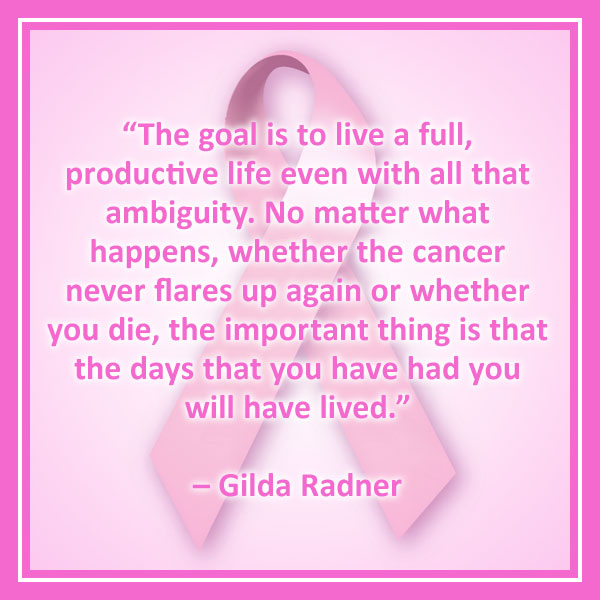 “The goal is to live a full,
productive life even with all that
ambiguity. No matter what
happens, whether the cancer
never flares up again or whether
you die, the important thing is that
the days that you have had you
will have lived.”
– Gilda Radner